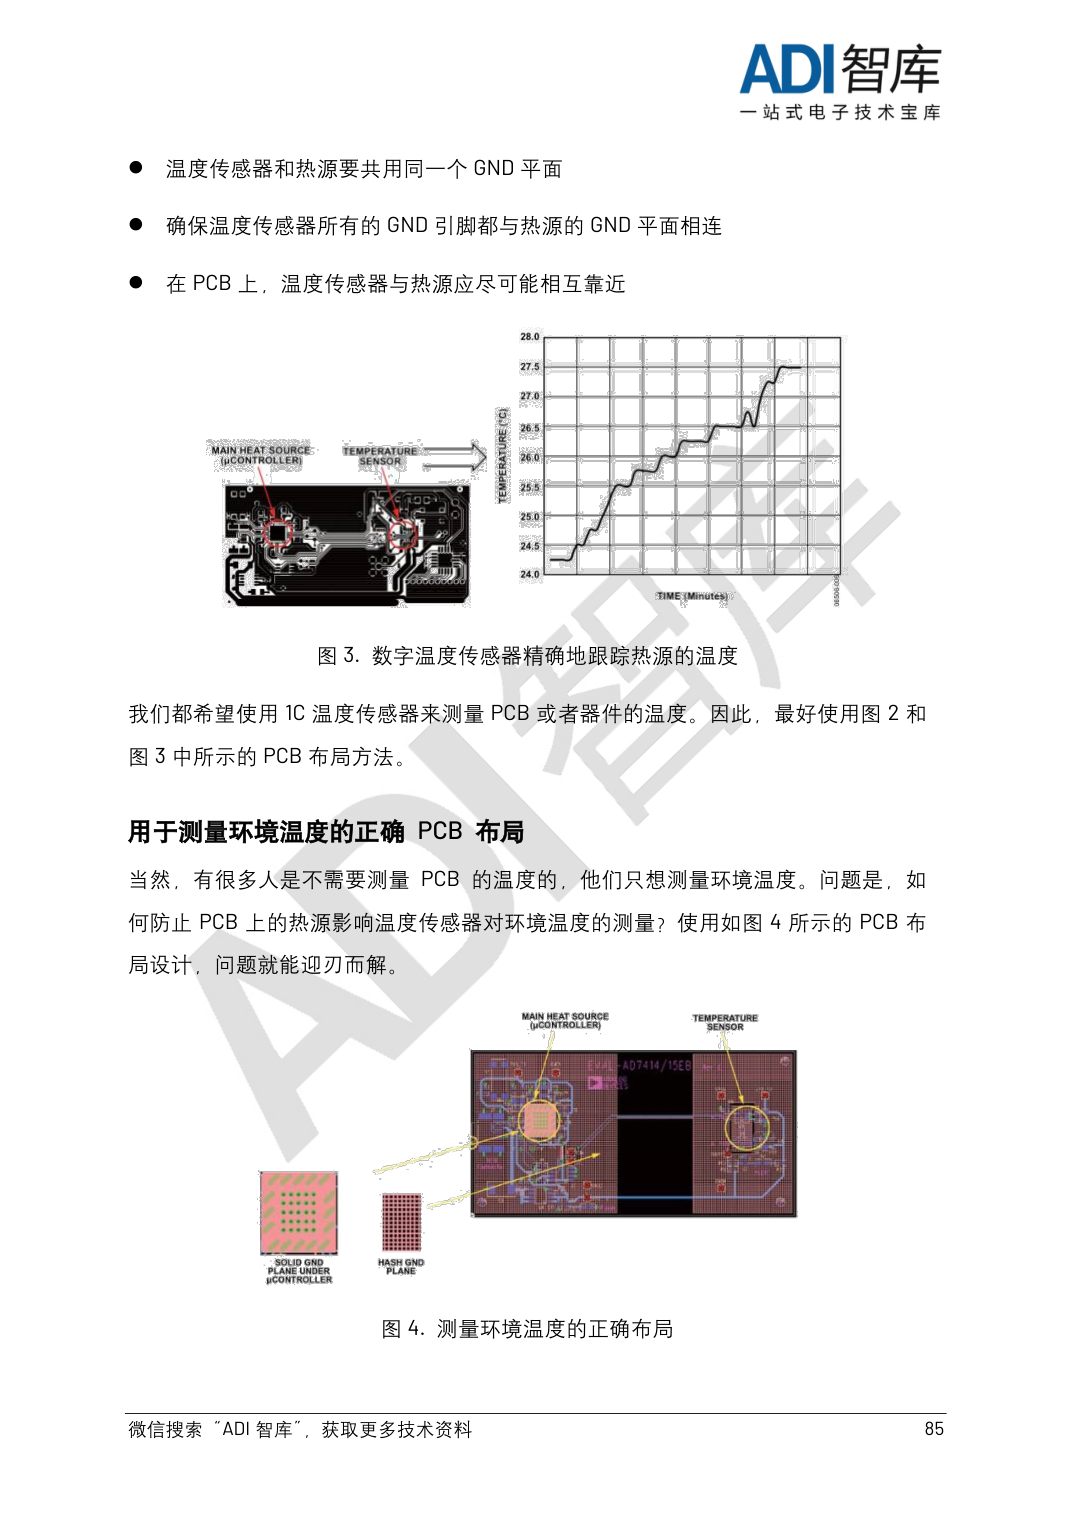 ADI智库
一站式电子技术宝库
● 温度传感器和热源要共用同一个 GND 平面
● 确保温度传感器所有的 GND 引脚都与热源的 GND 平面相连
● 在 PCB 上，温度传感器与热源应尽可能相互靠近
MAIN HEAT SOURCE
(µCONTROLLER)
TEMPERATURE
SENSOR
TEMPERATURE (°C)
28.0
27.5
27.0
26.5
26.0
25.5
25.0
24.5
24.0
TIME (Minutes)
图 3. 数字温度传感器精确地跟踪热源的温度
我们都希望使用 1C 温度传感器来测量 PCB 或者器件的温度。因此，最好使用图 2 和
图 3 中所示的 PCB 布局方法。
用于测量环境温度的正确 PCB 布局
当然，有很多人是不需要测量 PCB 的温度的，他们只想测量环境温度。问题是，如
何防止 PCB 上的热源影响温度传感器对环境温度的测量？使用如图 4 所示的 PCB 布
局设计，问题就能迎刃而解。
MAIN HEAT SOURCE
(µCONTROLLER)
TEMPERATURE
SENSOR
EVAL-AD7414/15EB
SOLID GND
PLANE UNDER
µCONTROLLER
HASH GND
PLANE
图 4. 测量环境温度的正确布局
微信搜索“ADI 智库”，获取更多技术资料
85
ADI智库